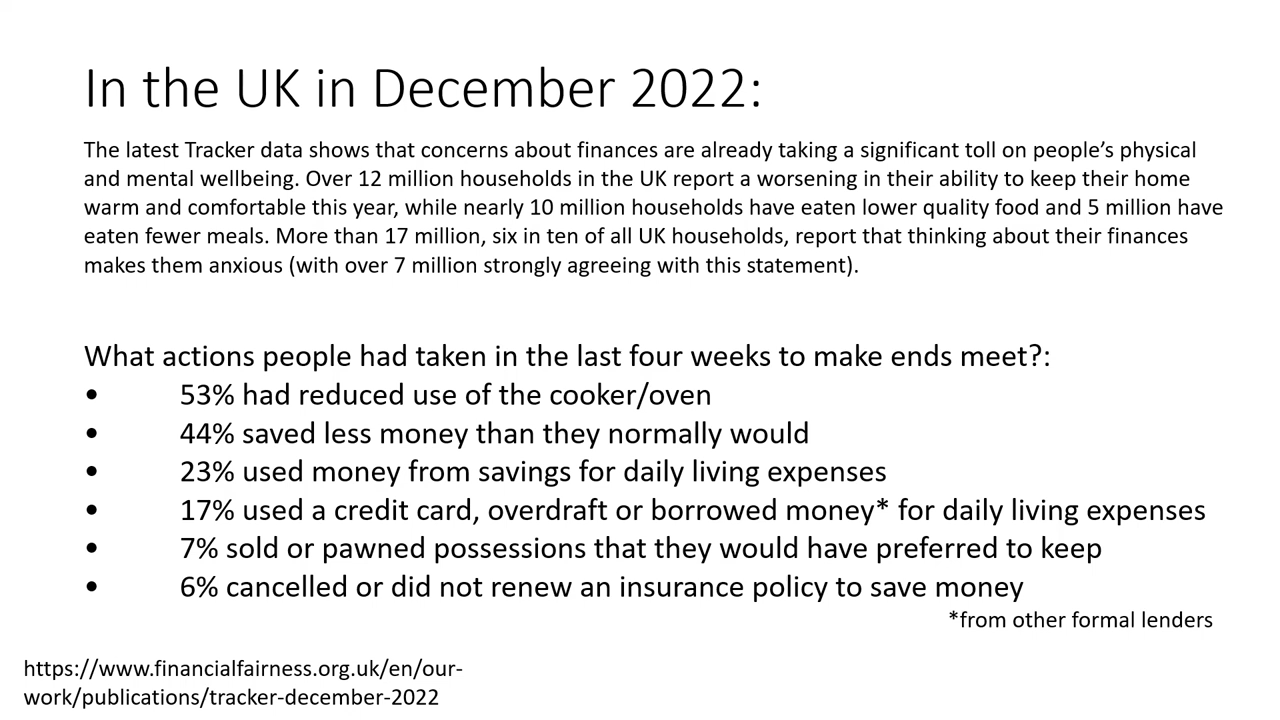 In the UK in December 2022:
The latest Tracker data shows that concerns about finances are already taking a significant toll on people’s physical
and mental wellbeing. Over 12 million households in the UK report a worsening in their ability to keep their home
warm and comfortable this year, while nearly 10 million households have eaten lower quality food and 5 million have
eaten fewer meals. More than 17 million, six in ten of all UK households, report that thinking about their finances
makes them anxious (with over 7 million strongly agreeing with this statement).
What actions people had taken in the last four weeks to make ends meet?:
• 53% had reduced use of the cooker/oven
• 44% saved less money than they normally would
• 23% used money from savings for daily living expenses
• 17% used a credit card, overdraft or borrowed money* for daily living expenses
• 7% sold or pawned possessions that they would have preferred to keep
• 6% cancelled or did not renew an insurance policy to save money
*from other formal lenders
https://www.financialfairness.org.uk/en/our-
work/publications/tracker-december-2022